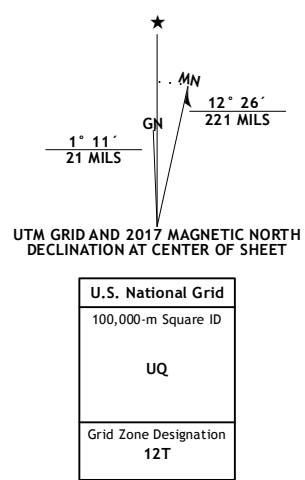 ★
MN
GN
12° 26´
221 MILS
1° 11´
21 MILS
UTM GRID AND 2017 MAGNETIC NORTH
DECLINATION AT CENTER OF SHEET
U.S. National Grid
100,000-m Square ID
UQ
Grid Zone Designation
12T